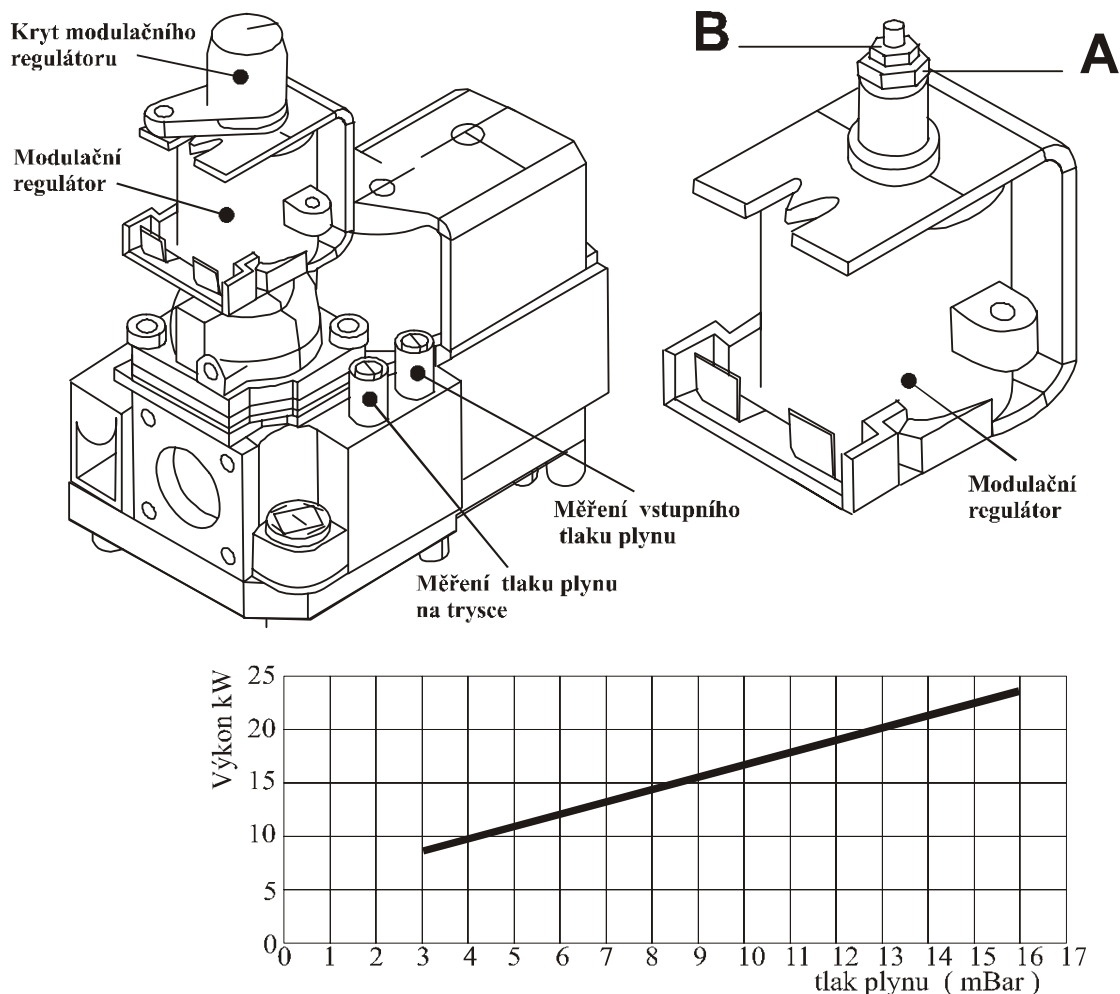 Kryt modulačního
regulátoru
Modulační
regulátor
Měření vstupního
tlaku plynu
Měření tlaku plynu
na trysce
B
A
Modulační
regulátor
Výkon kW
25
20
15
10
5
0
0 1 2 3 4 5 6 7 8 9 10 11 12 13 14 15 16 17
tlak plynu ( mBar )